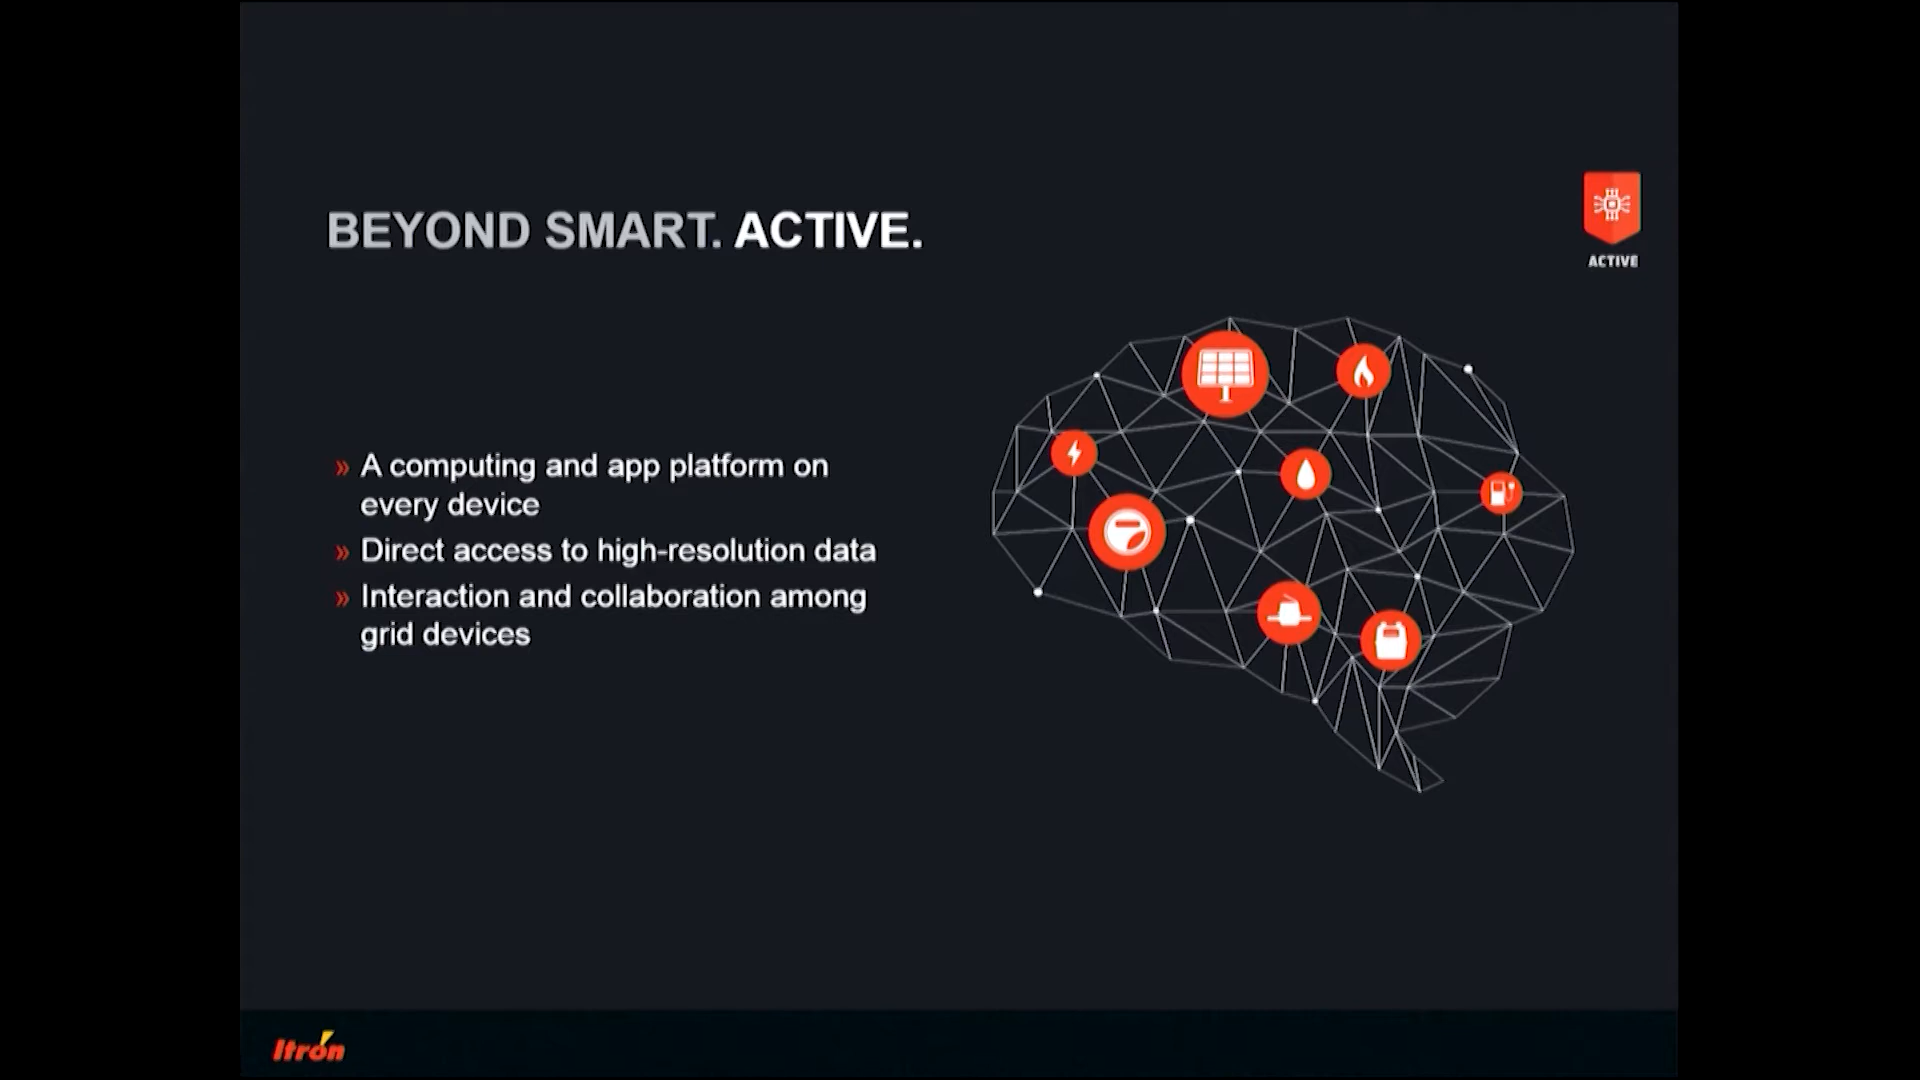 BEYOND SMART. ACTIVE.
ACTIVE
» A computing and app platform on
every device
» Direct access to high-resolution data
» Interaction and collaboration among
grid devices
Itron